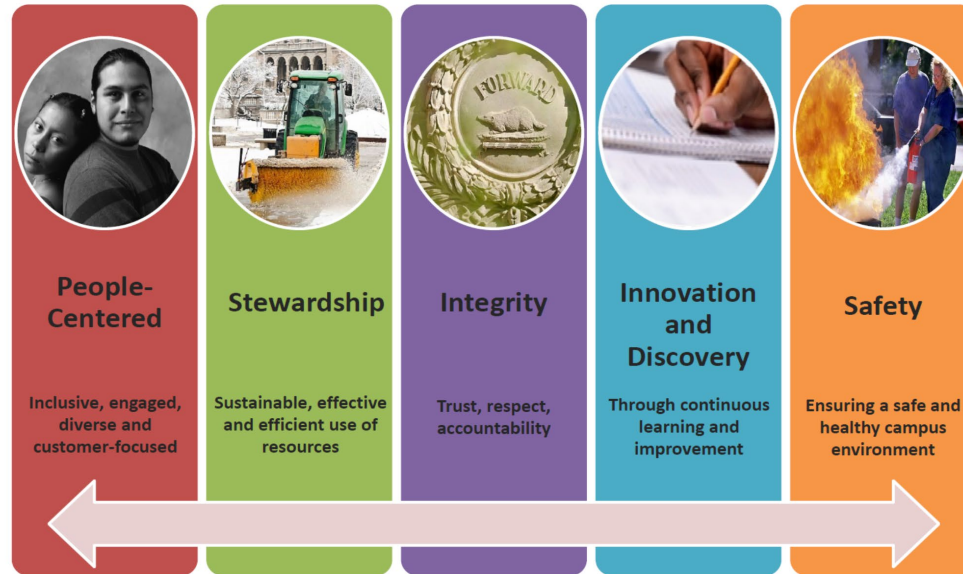 FORWARD
People-
Centered
Inclusive, engaged,
diverse and
customer-focused
Stewardship
Sustainable, effective
and efficient use of
resources
Integrity
Trust, respect,
accountability
Innovation
and
Discovery
Through continuous
learning and
improvement
Safety
Ensuring a safe and
healthy campus
environment